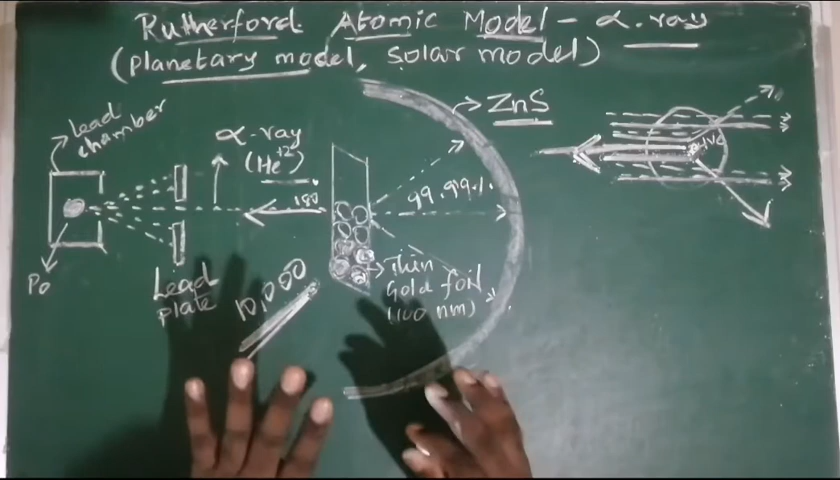 Rutherford Atomic Model - α.ray
(planetary model, solar model)
Lead chamber
Po
Lead plate
α-ray
(He+2)
180
10,000
ZnS
99.99%
Thin
Gold foil
(100 nm)
+ve